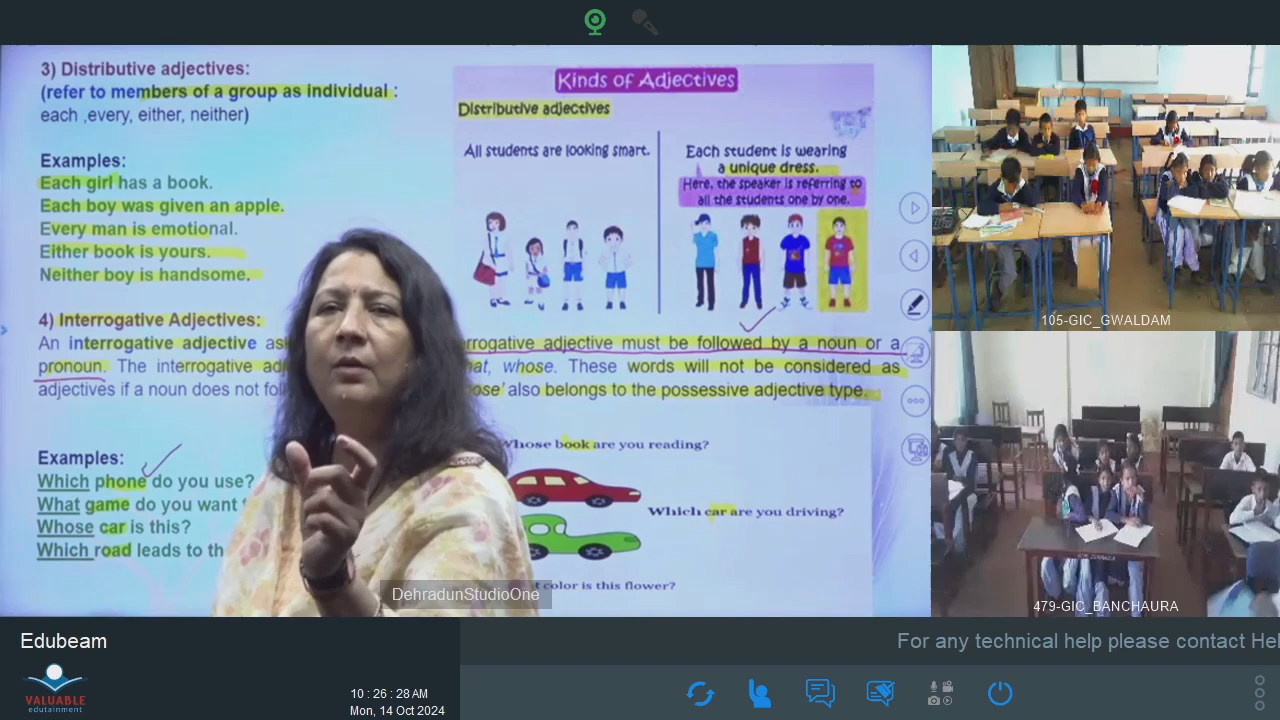 3) Distributive adjectives:
(refer to members of a group as individual :
each ,every, either, neither)
Examples:
Each girl has a book.
Each boy was given an apple.
Every man is emotional.
Either book is yours.
Neither boy is handsome.
4) Interrogative Adjectives:
An interrogative adjective as rrogative adjective must be followed by a noun or a
pronoun. The interrogative adj at, whose. These words will not be considered as
adjectives if a noun does not fol ose' also belongs to the possessive adjective type.
Examples:
Which phone do you use?
What game do you want
Whose car is this?
Which road leads to th
Kinds of Adjectives
Distributive adjectives
All students are looking smart.
Each student is wearing
a unique dress.
Here, the speaker is referring to
all the students one by one.
Whose book are you reading?
Which car are you driving?
t color is this flower?
DehradunStudioOne
105-GIC_GWALDAM
479-GIC_BANCHAURA
Edubeam
For any technical help please contact Hel
VALUABLE
edutainment
10 : 26 : 28 AM
Mon, 14 Oct 2024